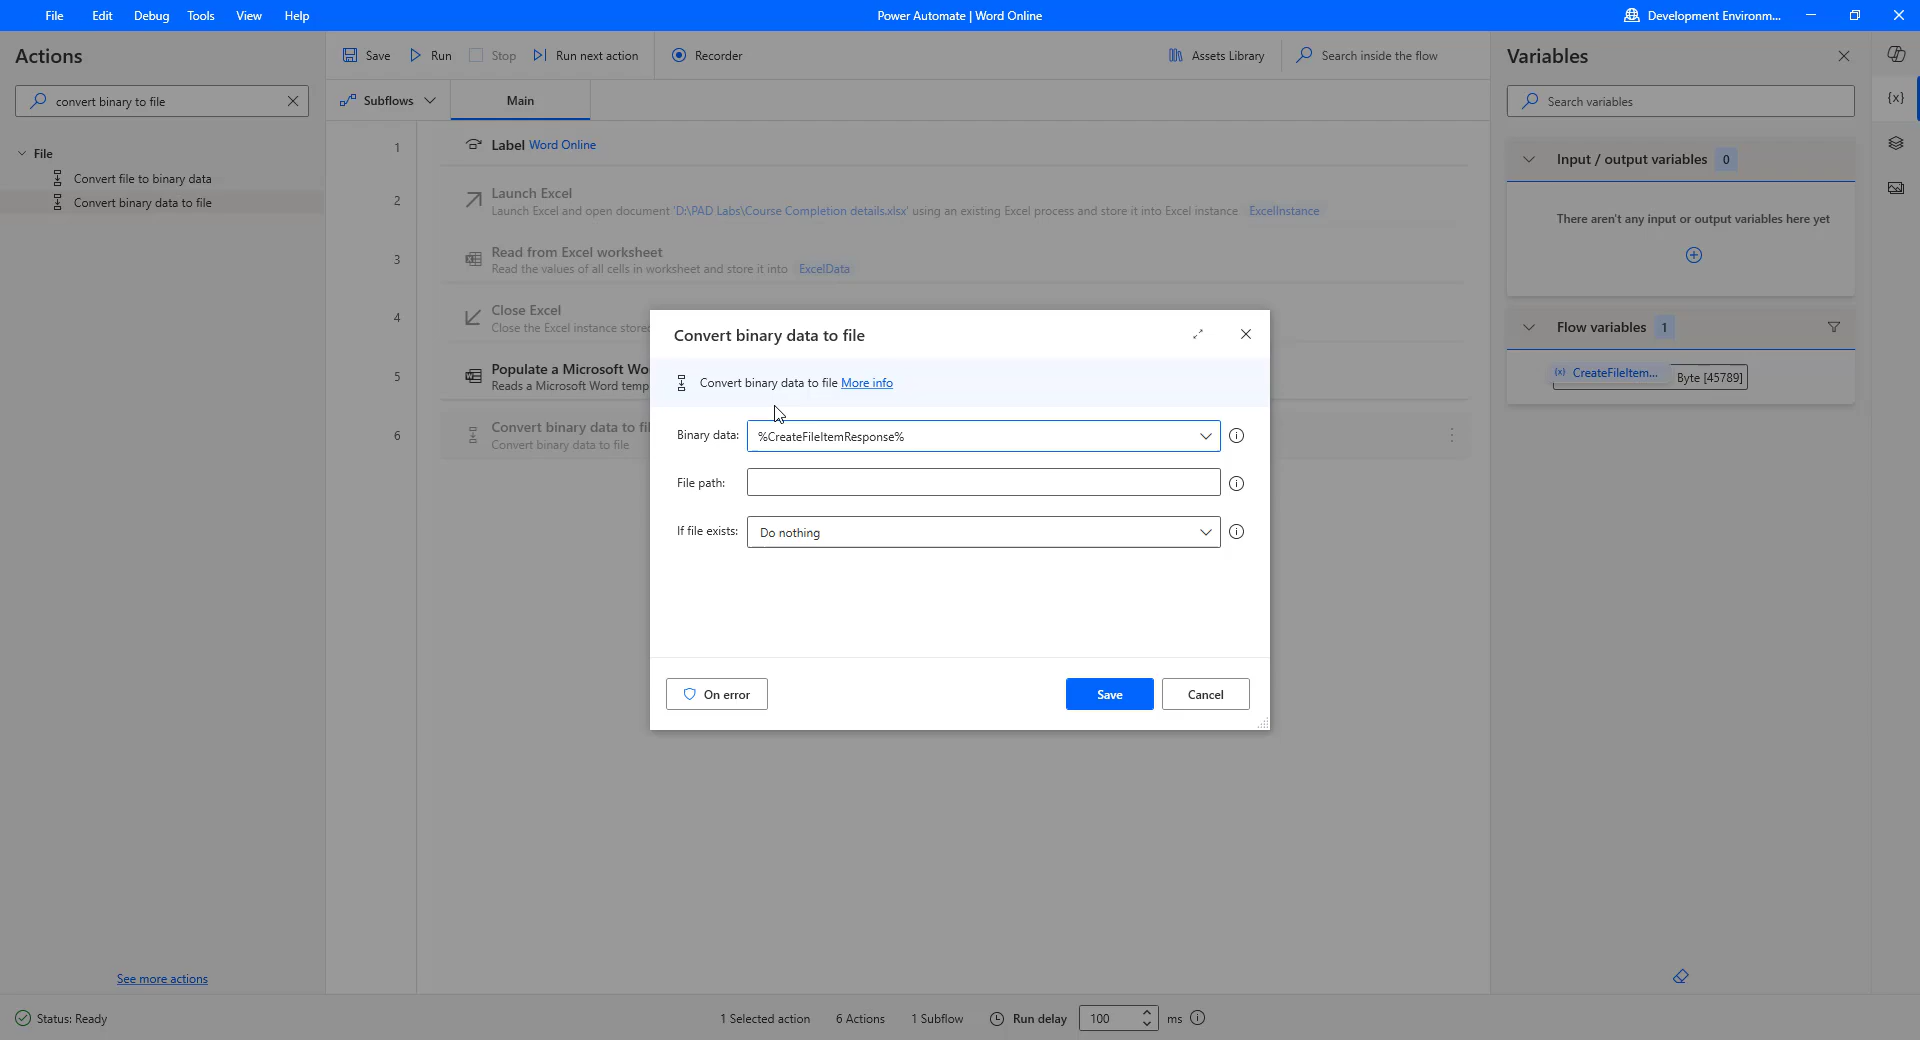 File Edit Debug Tools View Help
Power Automate | Word Online
Development Environm...
Actions
convert binary to file
File
Convert file to binary data
Convert binary data to file
See more actions
Save Run Stop Run next action Recorder
Assets Library Search inside the flow
Subflows Main
1 Label Word Online
2 Launch Excel
Launch Excel and open document 'D:\PAD Labs\Course Completion details.xlsx' using an existing Excel process and store it into Excel instance ExcelInstance
3 Read from Excel worksheet
Read the values of all cells in worksheet and store it into ExcelData
4 Close Excel
Close the Excel instance store
5 Populate a Microsoft Wo
Reads a Microsoft Word temp
6 Convert binary data to fi
Convert binary data to file
Convert binary data to file
Convert binary data to file More info
Binary data: %CreateFileItemResponse%
File path:
If file exists: Do nothing
On error Save Cancel
Variables
{x}
Search variables
Input / output variables 0
There aren't any input or output variables here yet
Flow variables 1
(x) CreateFileItem... Byte [45789]
Status: Ready
1 Selected action 6 Actions 1 Subflow Run delay 100 ms